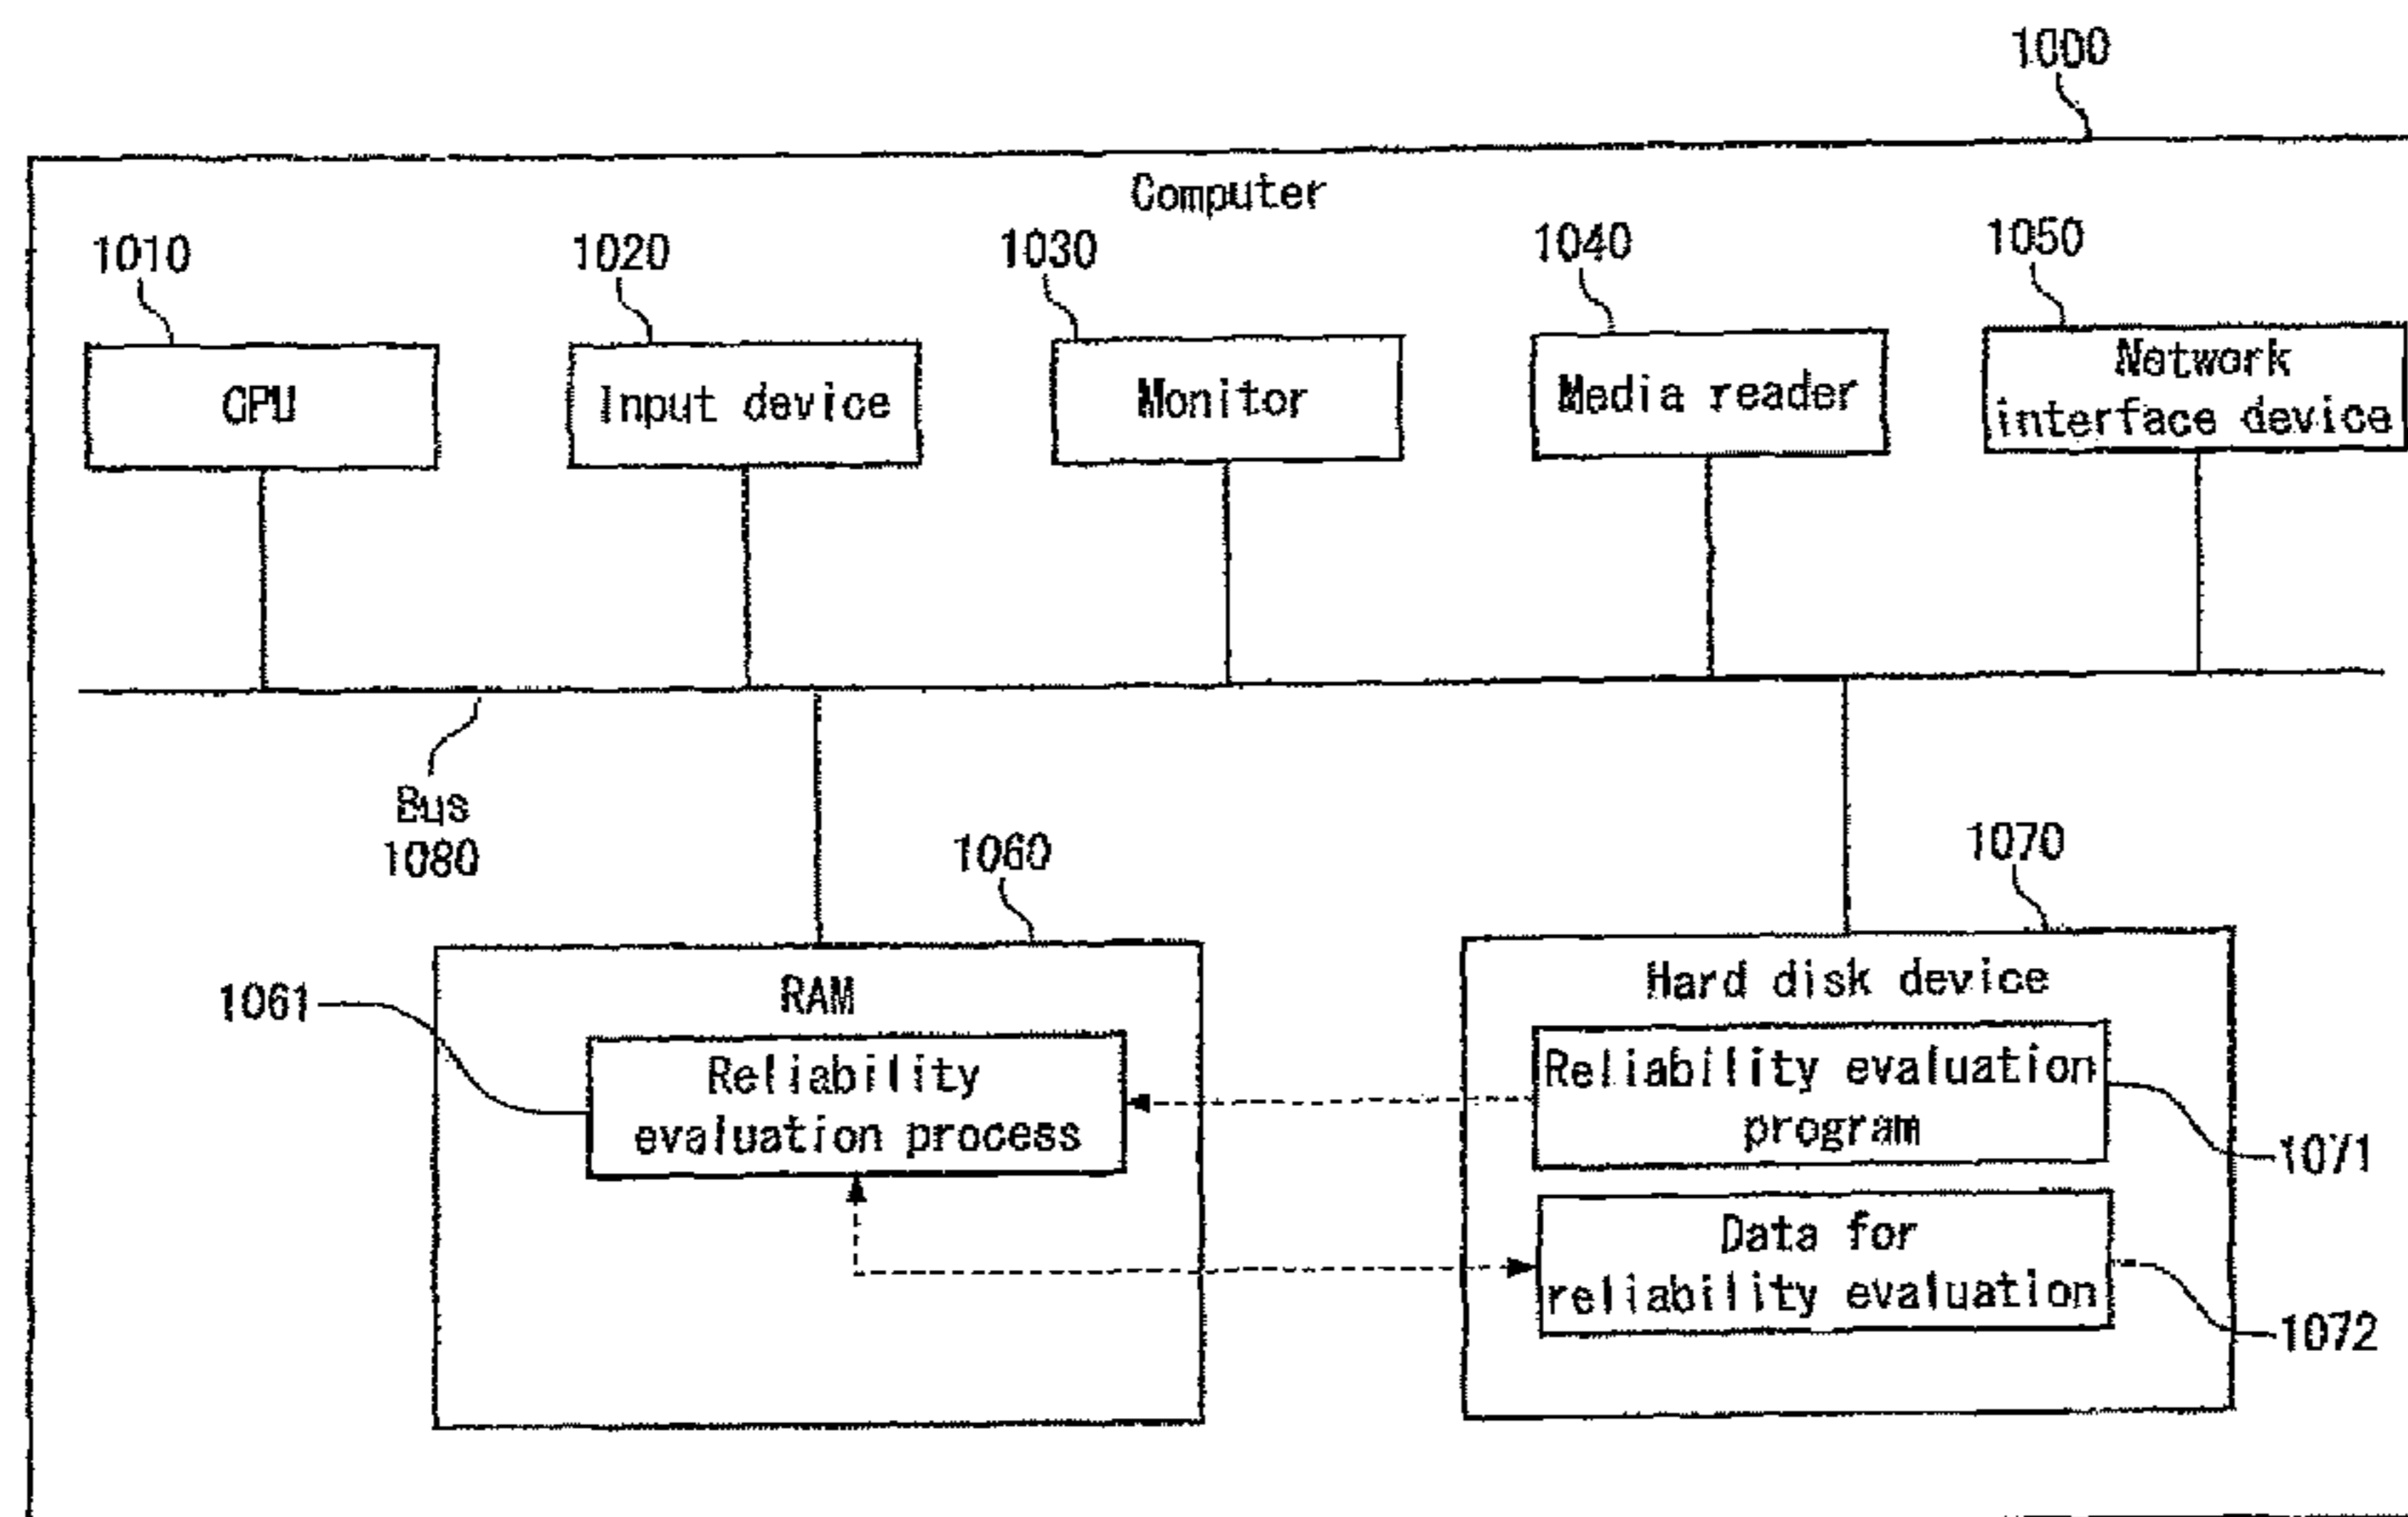 1000
Computer
1010
1020
1030
1040
1050
CPU
Input device
Monitor
Media reader
Network
interface device
Bus
1080
1060
1070
1061
RAM
Reliability
evaluation process
Hard disk device
Reliability evaluation
program
1071
Data for
reliability evaluation
1072